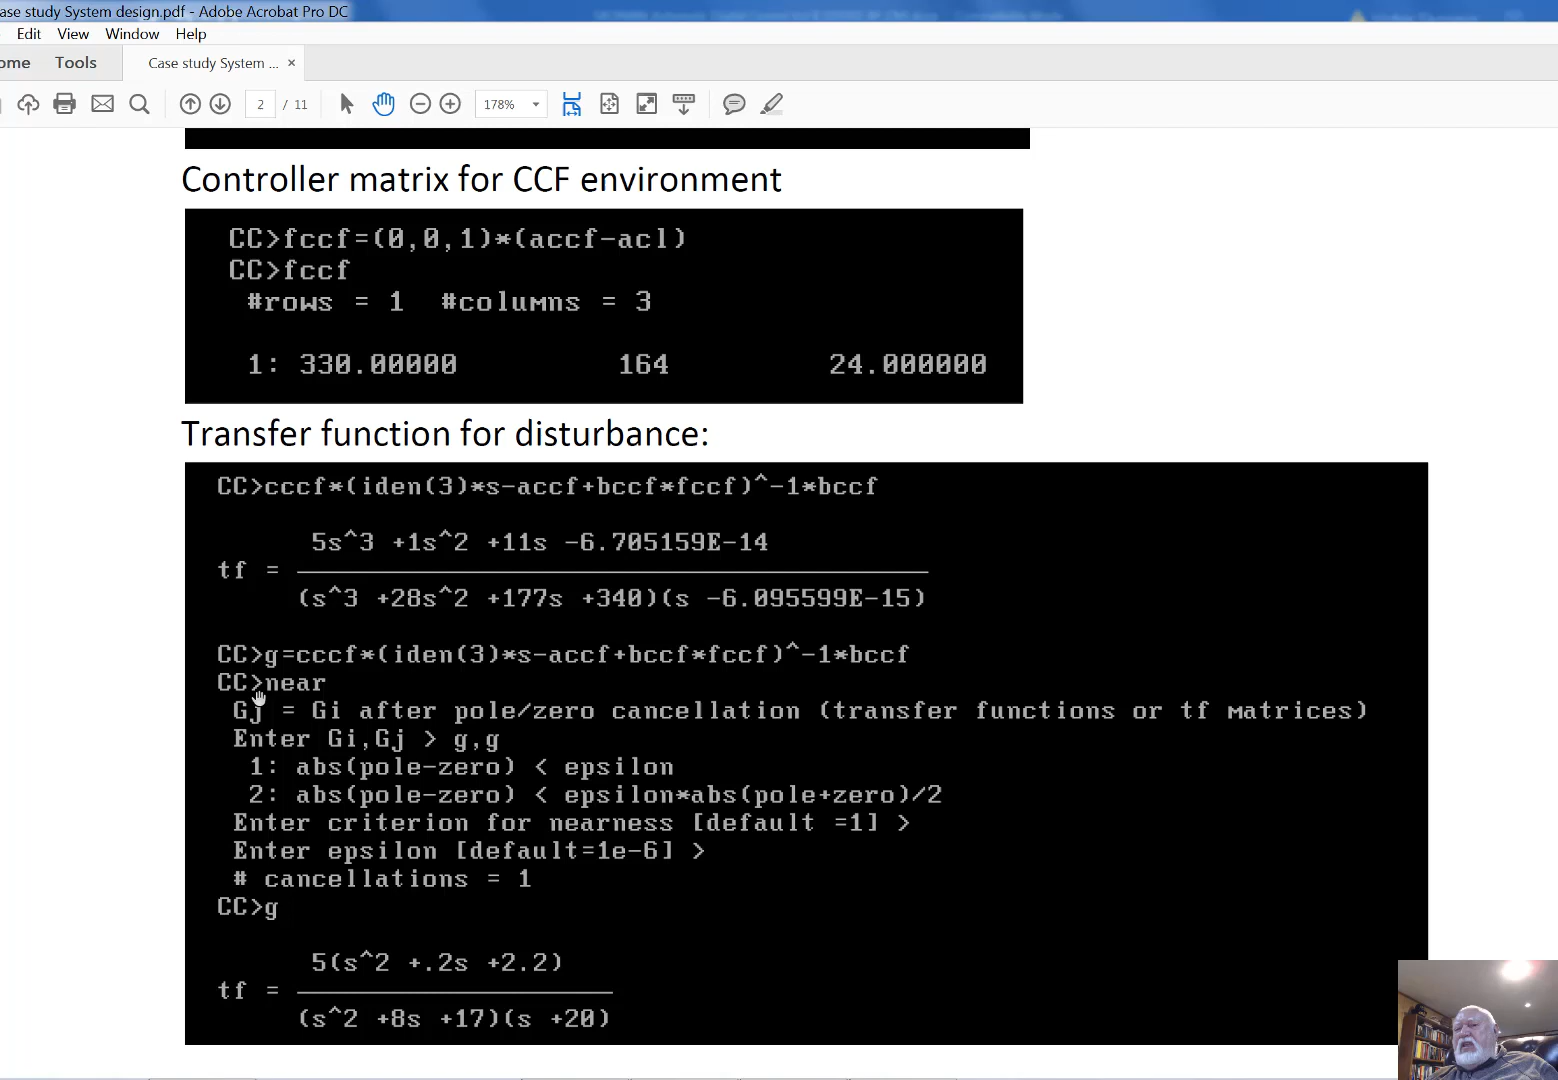 ase study System design.pdf - Adobe Acrobat Pro DC
Edit View Window Help
ome Tools Case study System ... ×
2 / 11 178%
Controller matrix for CCF environment
CC>fccf=(0,0,1)*(accf-acl)
CC>fccf
#rows = 1 #columns = 3
1: 330.00000 164 24.000000
Transfer function for disturbance:
CC>cccf*(iden(3)*s-accf+bccf*fccf)^-1*bccf
5s^3 +1s^2 +11s -6.705159E-14
tf =
(s^3 +28s^2 +177s +340)(s -6.095599E-15)
CC>g=cccf*(iden(3)*s-accf+bccf*fccf)^-1*bccf
CC>near
Gj = Gi after pole/zero cancellation (transfer functions or tf matrices)
Enter Gi,Gj > g,g
1: abs(pole-zero) < epsilon
2: abs(pole-zero) < epsilon*abs(pole+zero)/2
Enter criterion for nearness [default =1] >
Enter epsilon [default=1e-6] >
# cancellations = 1
CC>g
5(s^2 +.2s +2.2)
tf =
(s^2 +8s +17)(s +20)